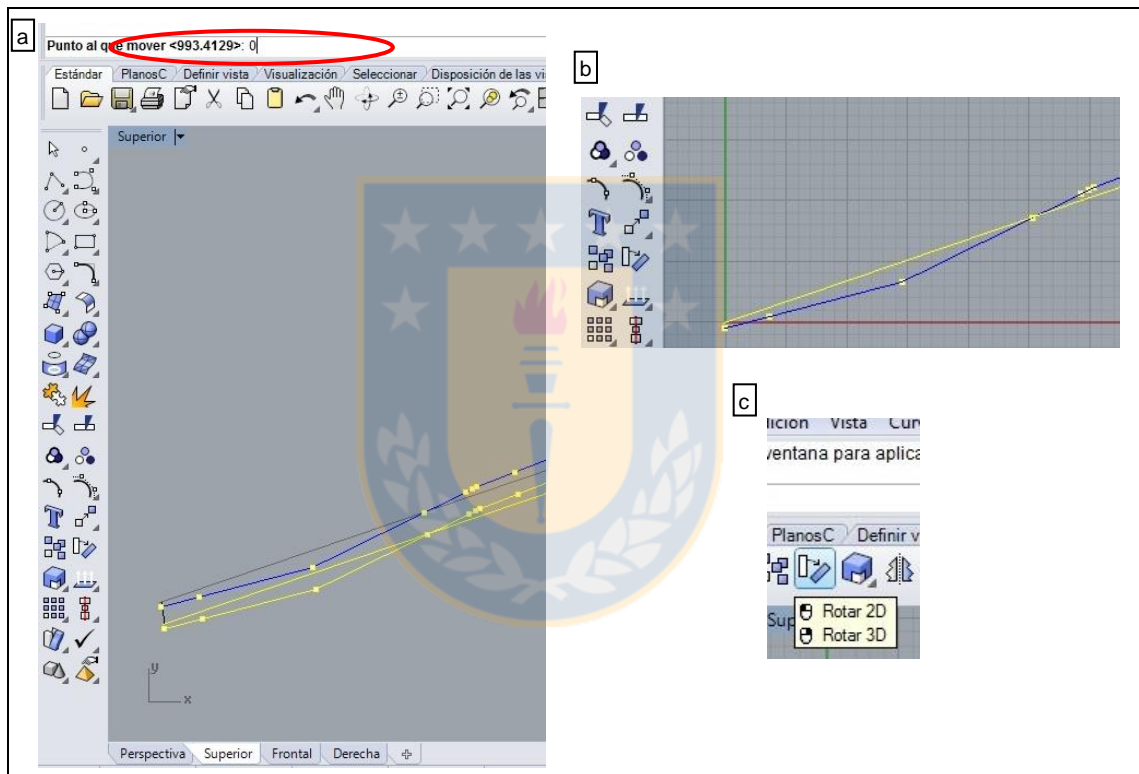 a
Punto al que mover <993.4129>: 0
Estándar PlanosC Definir vista Visualización Seleccionar Disposición de las vi
Superior
y
x
Perspectiva Superior Frontal Derecha
b
c
Vista Cur
ventana para aplica
PlanosC Definir v
Sup
Rotar 2D
Rotar 3D